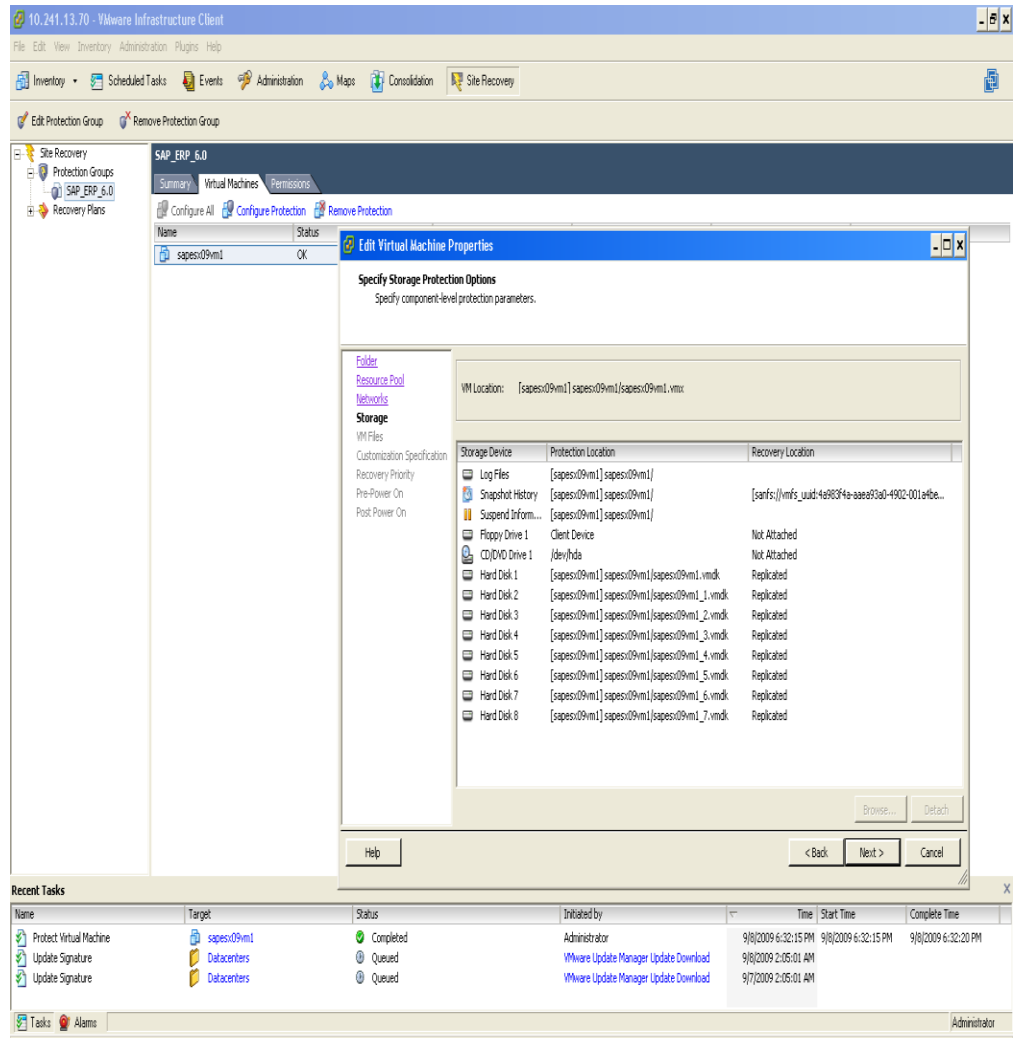 10.241.13.70 - VMware Infrastructure Client
File Edit View Inventory Administration Plugins Help
Inventory Scheduled Tasks Events Administration Maps Consolidation Site Recovery
Edit Protection Group Remove Protection Group
Site Recovery
Protection Groups
SAP_ERP_6.0
Recovery Plans
SAP_ERP_6.0
Summary Virtual Machines Permissions
Configure All Configure Protection Remove Protection
Name Status
sapesx09vm1 OK
Edit Virtual Machine Properties
Specify Storage Protection Options
Specify component-level protection parameters.
Folder
Resource Pool
Networks
Storage
VM Files
Customization Specification
Recovery Priority
Pre-Power On
Post Power On
VM Location: [sapesx09vm1] sapesx09vm1/sapesx09vm1.vmx
Storage Device Protection Location Recovery Location
Log Files [sapesx09vm1] sapesx09vm1/
Snapshot History [sapesx09vm1] sapesx09vm1/ [sanfs://vmfs_uuid:4a983f4a-aaea93a0-4902-001a4be...
Suspend Inform... [sapesx09vm1] sapesx09vm1/
Floppy Drive 1 Client Device Not Attached
CD/DVD Drive 1 /dev/hda Not Attached
Hard Disk 1 [sapesx09vm1] sapesx09vm1/sapesx09vm1.vmdk Replicated
Hard Disk 2 [sapesx09vm1] sapesx09vm1/sapesx09vm1_1.vmdk Replicated
Hard Disk 3 [sapesx09vm1] sapesx09vm1/sapesx09vm1_2.vmdk Replicated
Hard Disk 4 [sapesx09vm1] sapesx09vm1/sapesx09vm1_3.vmdk Replicated
Hard Disk 5 [sapesx09vm1] sapesx09vm1/sapesx09vm1_4.vmdk Replicated
Hard Disk 6 [sapesx09vm1] sapesx09vm1/sapesx09vm1_5.vmdk Replicated
Hard Disk 7 [sapesx09vm1] sapesx09vm1/sapesx09vm1_6.vmdk Replicated
Hard Disk 8 [sapesx09vm1] sapesx09vm1/sapesx09vm1_7.vmdk Replicated
Browse... Detach
Help < Back Next > Cancel
Recent Tasks
Name Target Status Initiated by Time Start Time Complete Time
Protect Virtual Machine sapesx09vm1 Completed Administrator 9/8/2009 6:32:15 PM 9/8/2009 6:32:15 PM 9/8/2009 6:32:20 PM
Update Signature Datacenters Queued VMware Update Manager Update Download 9/8/2009 2:05:01 AM
Update Signature Datacenters Queued VMware Update Manager Update Download 9/7/2009 2:05:01 AM
Tasks Alarms Administrator